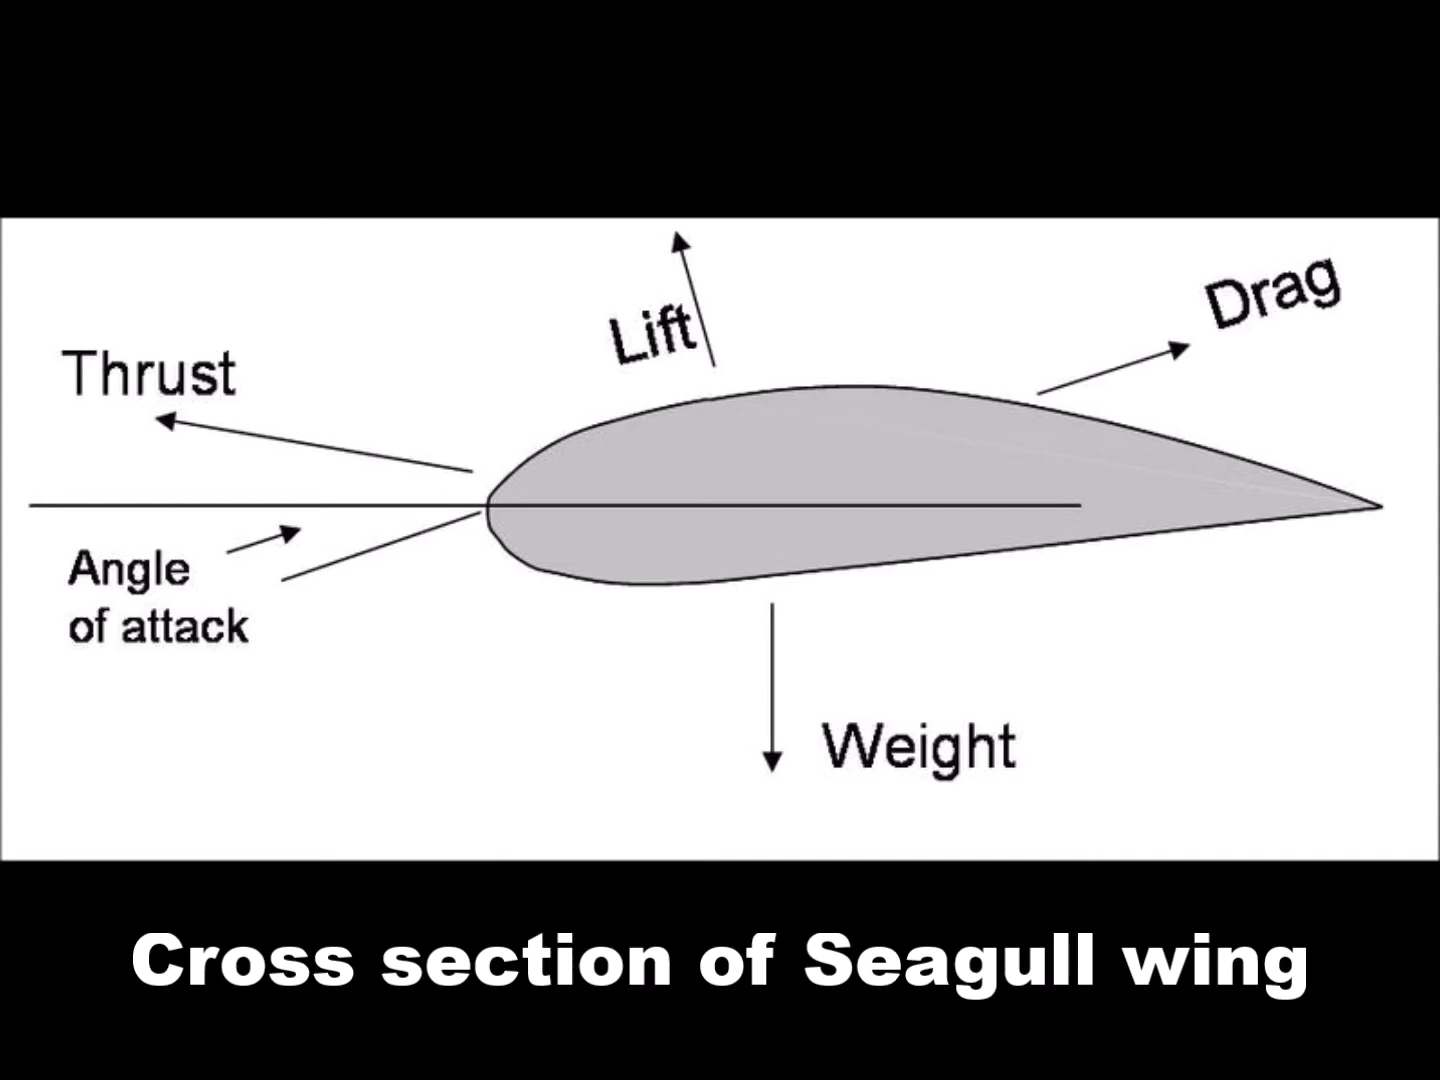 Drag
Lift
Thrust
Angle
of attack
Weight
Cross section of Seagull wing